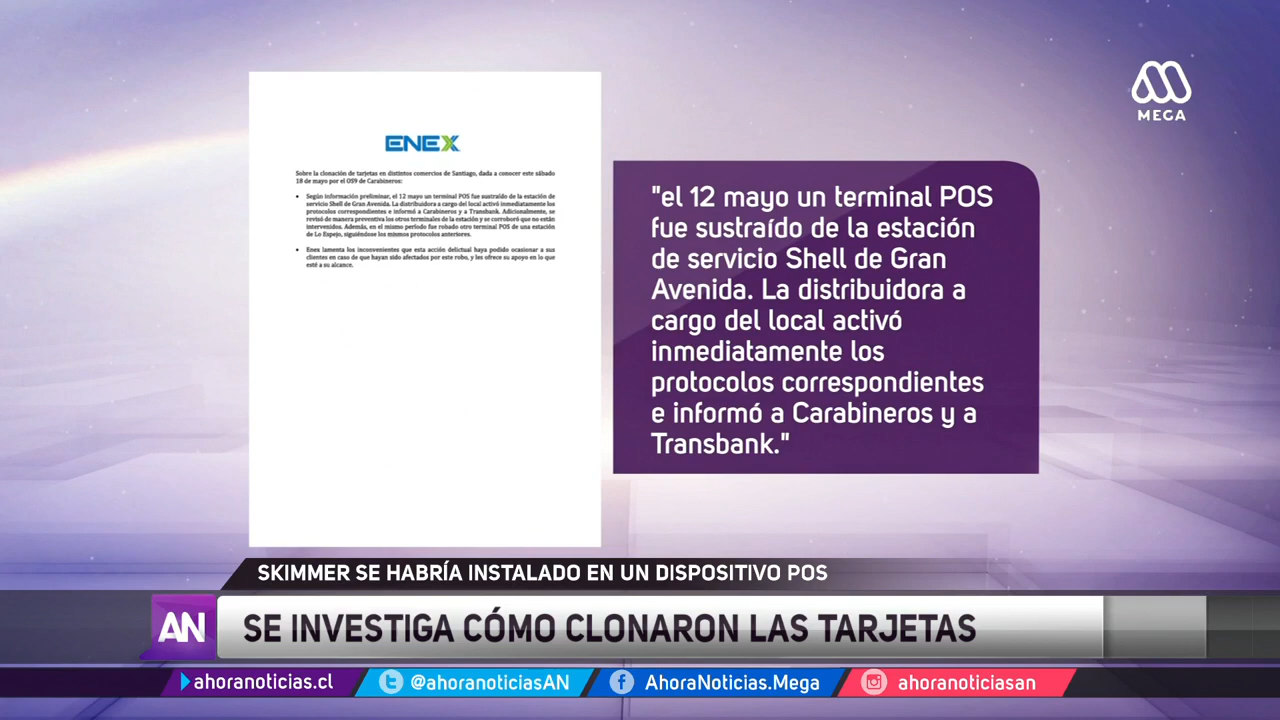 MEGA
ENEX
Sobre la clonación de tarjetas en distintos comercios de Santiago, dada a conocer este sábado
18 de mayo por el OS9 de Carabineros:
• Según información preliminar, el 12 de mayo un terminal POS fue sustraído de la estación de
servicio Shell de Gran Avenida. La distribuidora a cargo del local activó inmediatamente los
protocolos correspondientes e informó a Carabineros y a Transbank. Adicionalmente, se
revisó de manera preventiva los otros terminales de la estación y se corroboró que no están
intervenidos. Además, en el mismo período fue robado otro terminal POS de una estación
de Lo Espejo, siguiéndose los mismos protocolos anteriores.
• Enex lamenta los inconvenientes que esta acción delictual haya podido ocasionar a sus
clientes en caso de que hayan sido afectados por este robo, y les ofrece su apoyo en lo que
esté a su alcance.
"el 12 mayo un terminal POS
fue sustraído de la estación
de servicio Shell de Gran
Avenida. La distribuidora a
cargo del local activó
inmediatamente los
protocolos correspondientes
e informó a Carabineros y a
Transbank."
SKIMMER SE HABRÍA INSTALADO EN UN DISPOSITIVO POS
AN
SE INVESTIGA CÓMO CLONARON LAS TARJETAS
ahoranoticias.cl
@ahoranoticiasAN
AhoraNoticias.Mega
ahoranoticiasan